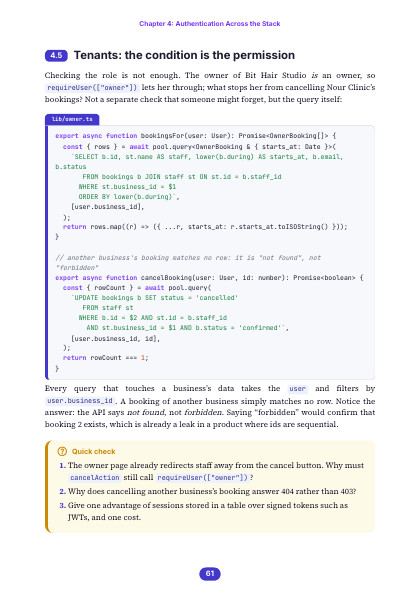 Chapter 4: Authentication Across the Stack
4.5 Tenants: the condition is the permission
Checking the role is not enough. The owner of Bit Hair Studio is an owner, so
requireUser(["owner"]) lets her through; what stops her from cancelling Nour Clinic's
bookings? Not a separate check that someone might forget, but the query itself:
lib/owner.ts
export async function bookingsFor(user: User): Promise<OwnerBooking[]> {
  const { rows } = await pool.query<OwnerBooking & { starts_at: Date }>(
    `SELECT b.id, st.name AS staff, lower(b.during) AS starts_at, b.email,
b.status
       FROM bookings b JOIN staff st ON st.id = b.staff_id
      WHERE st.business_id = $1
      ORDER BY lower(b.during)`,
    [user.business_id],
  );
  return rows.map((r) => ({ ...r, starts_at: r.starts_at.toISOString() }));
}
// another business's booking matches no row: it is "not found", not
"forbidden"
export async function cancelBooking(user: User, id: number): Promise<boolean> {
  const { rowCount } = await pool.query(
    `UPDATE bookings b SET status = 'cancelled'
       FROM staff st
      WHERE b.id = $2 AND st.id = b.staff_id
        AND st.business_id = $1 AND b.status = 'confirmed'`,
    [user.business_id, id],
  );
  return rowCount === 1;
}
Every query that touches a business's data takes the user and filters by
user.business_id. A booking of another business simply matches no row. Notice the
answer: the API says not found, not forbidden. Saying "forbidden" would confirm that
booking 2 exists, which is already a leak in a product where ids are sequential.
Quick check
1. The owner page already redirects staff away from the cancel button. Why must
cancelAction still call requireUser(["owner"])?
2. Why does cancelling another business's booking answer 404 rather than 403?
3. Give one advantage of sessions stored in a table over signed tokens such as
JWTs, and one cost.
61